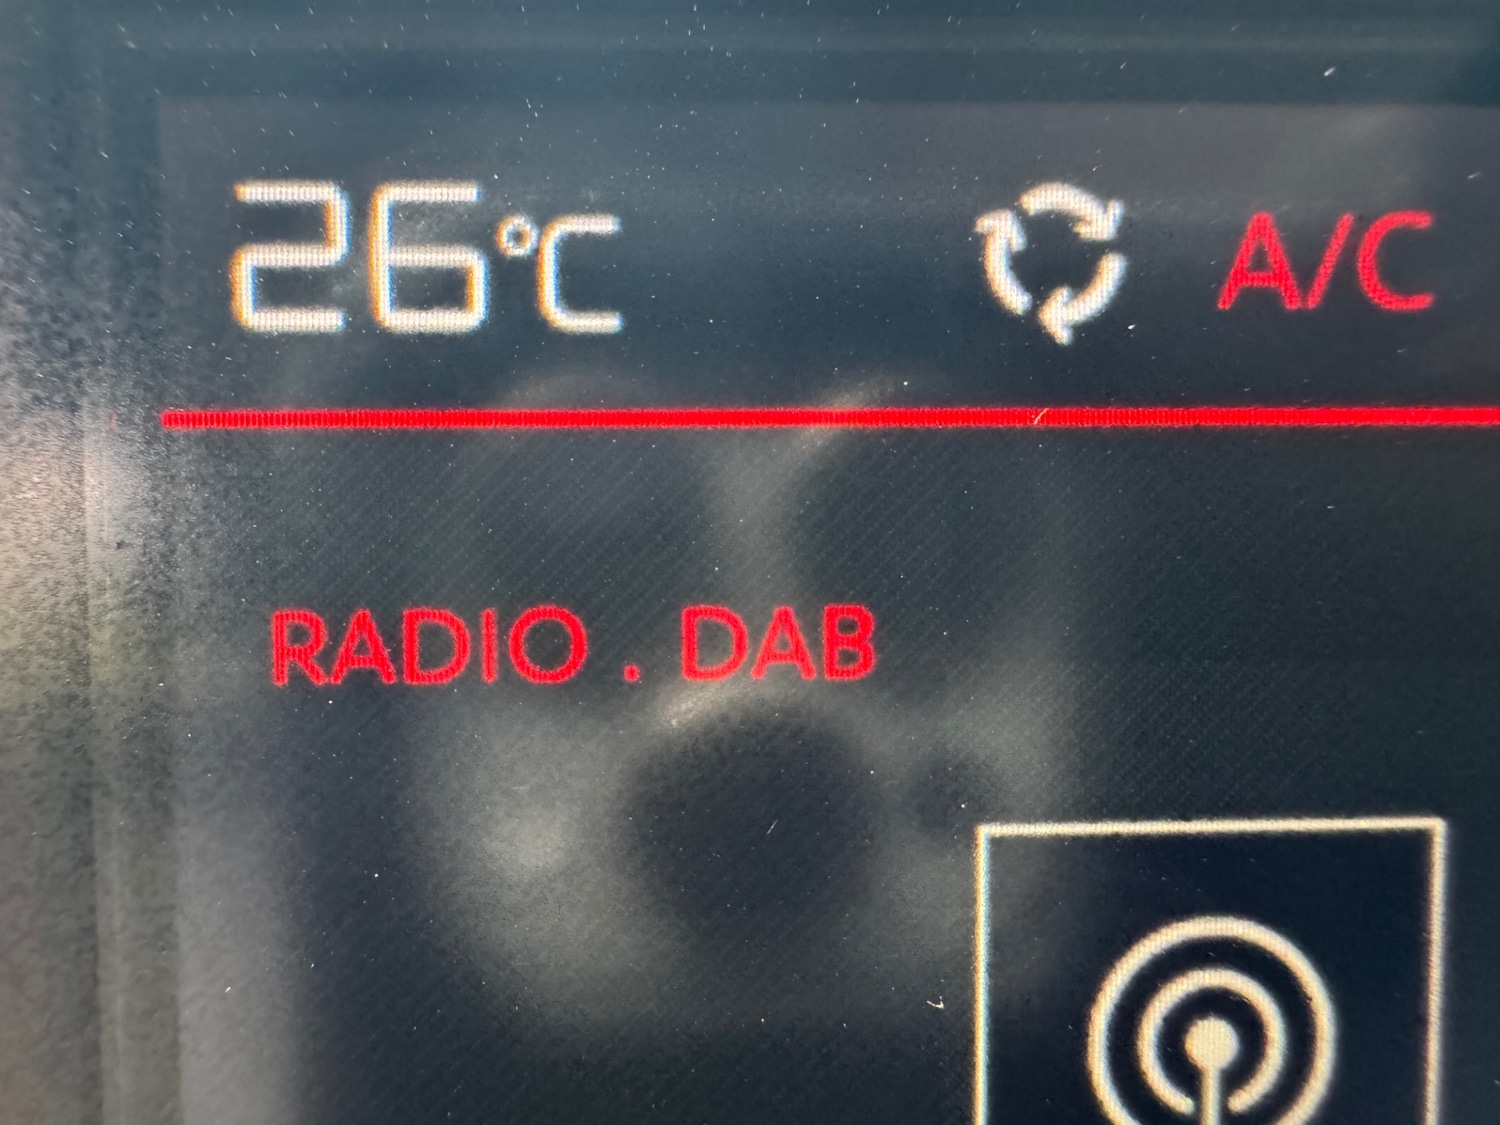 26°C A/C
RADIO . DAB